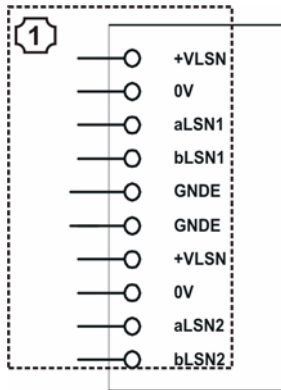 1
+VLSN
0V
aLSN1
bLSN1
GNDE
GNDE
+VLSN
0V
aLSN2
bLSN2